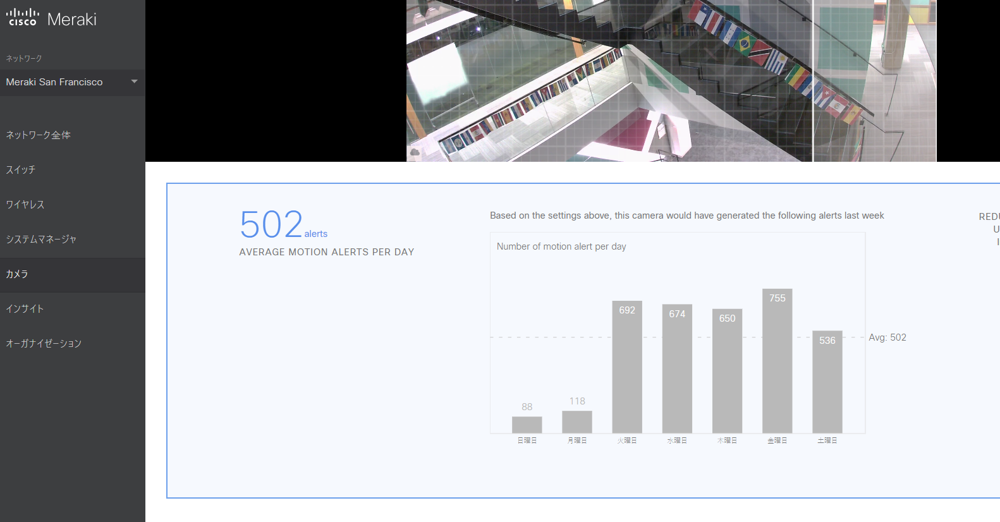 CISCO Meraki
ネットワーク
Meraki San Francisco
ネットワーク全体
スイッチ
ワイヤレス
システムマネージャ
カメラ
インサイト
オーガナイゼーション
502 alerts
AVERAGE MOTION ALERTS PER DAY
Based on the settings above, this camera would have generated the following alerts last week
Number of motion alert per day
88
118
692
674
650
755
536
Avg: 502
日曜日
月曜日
火曜日
水曜日
木曜日
金曜日
土曜日